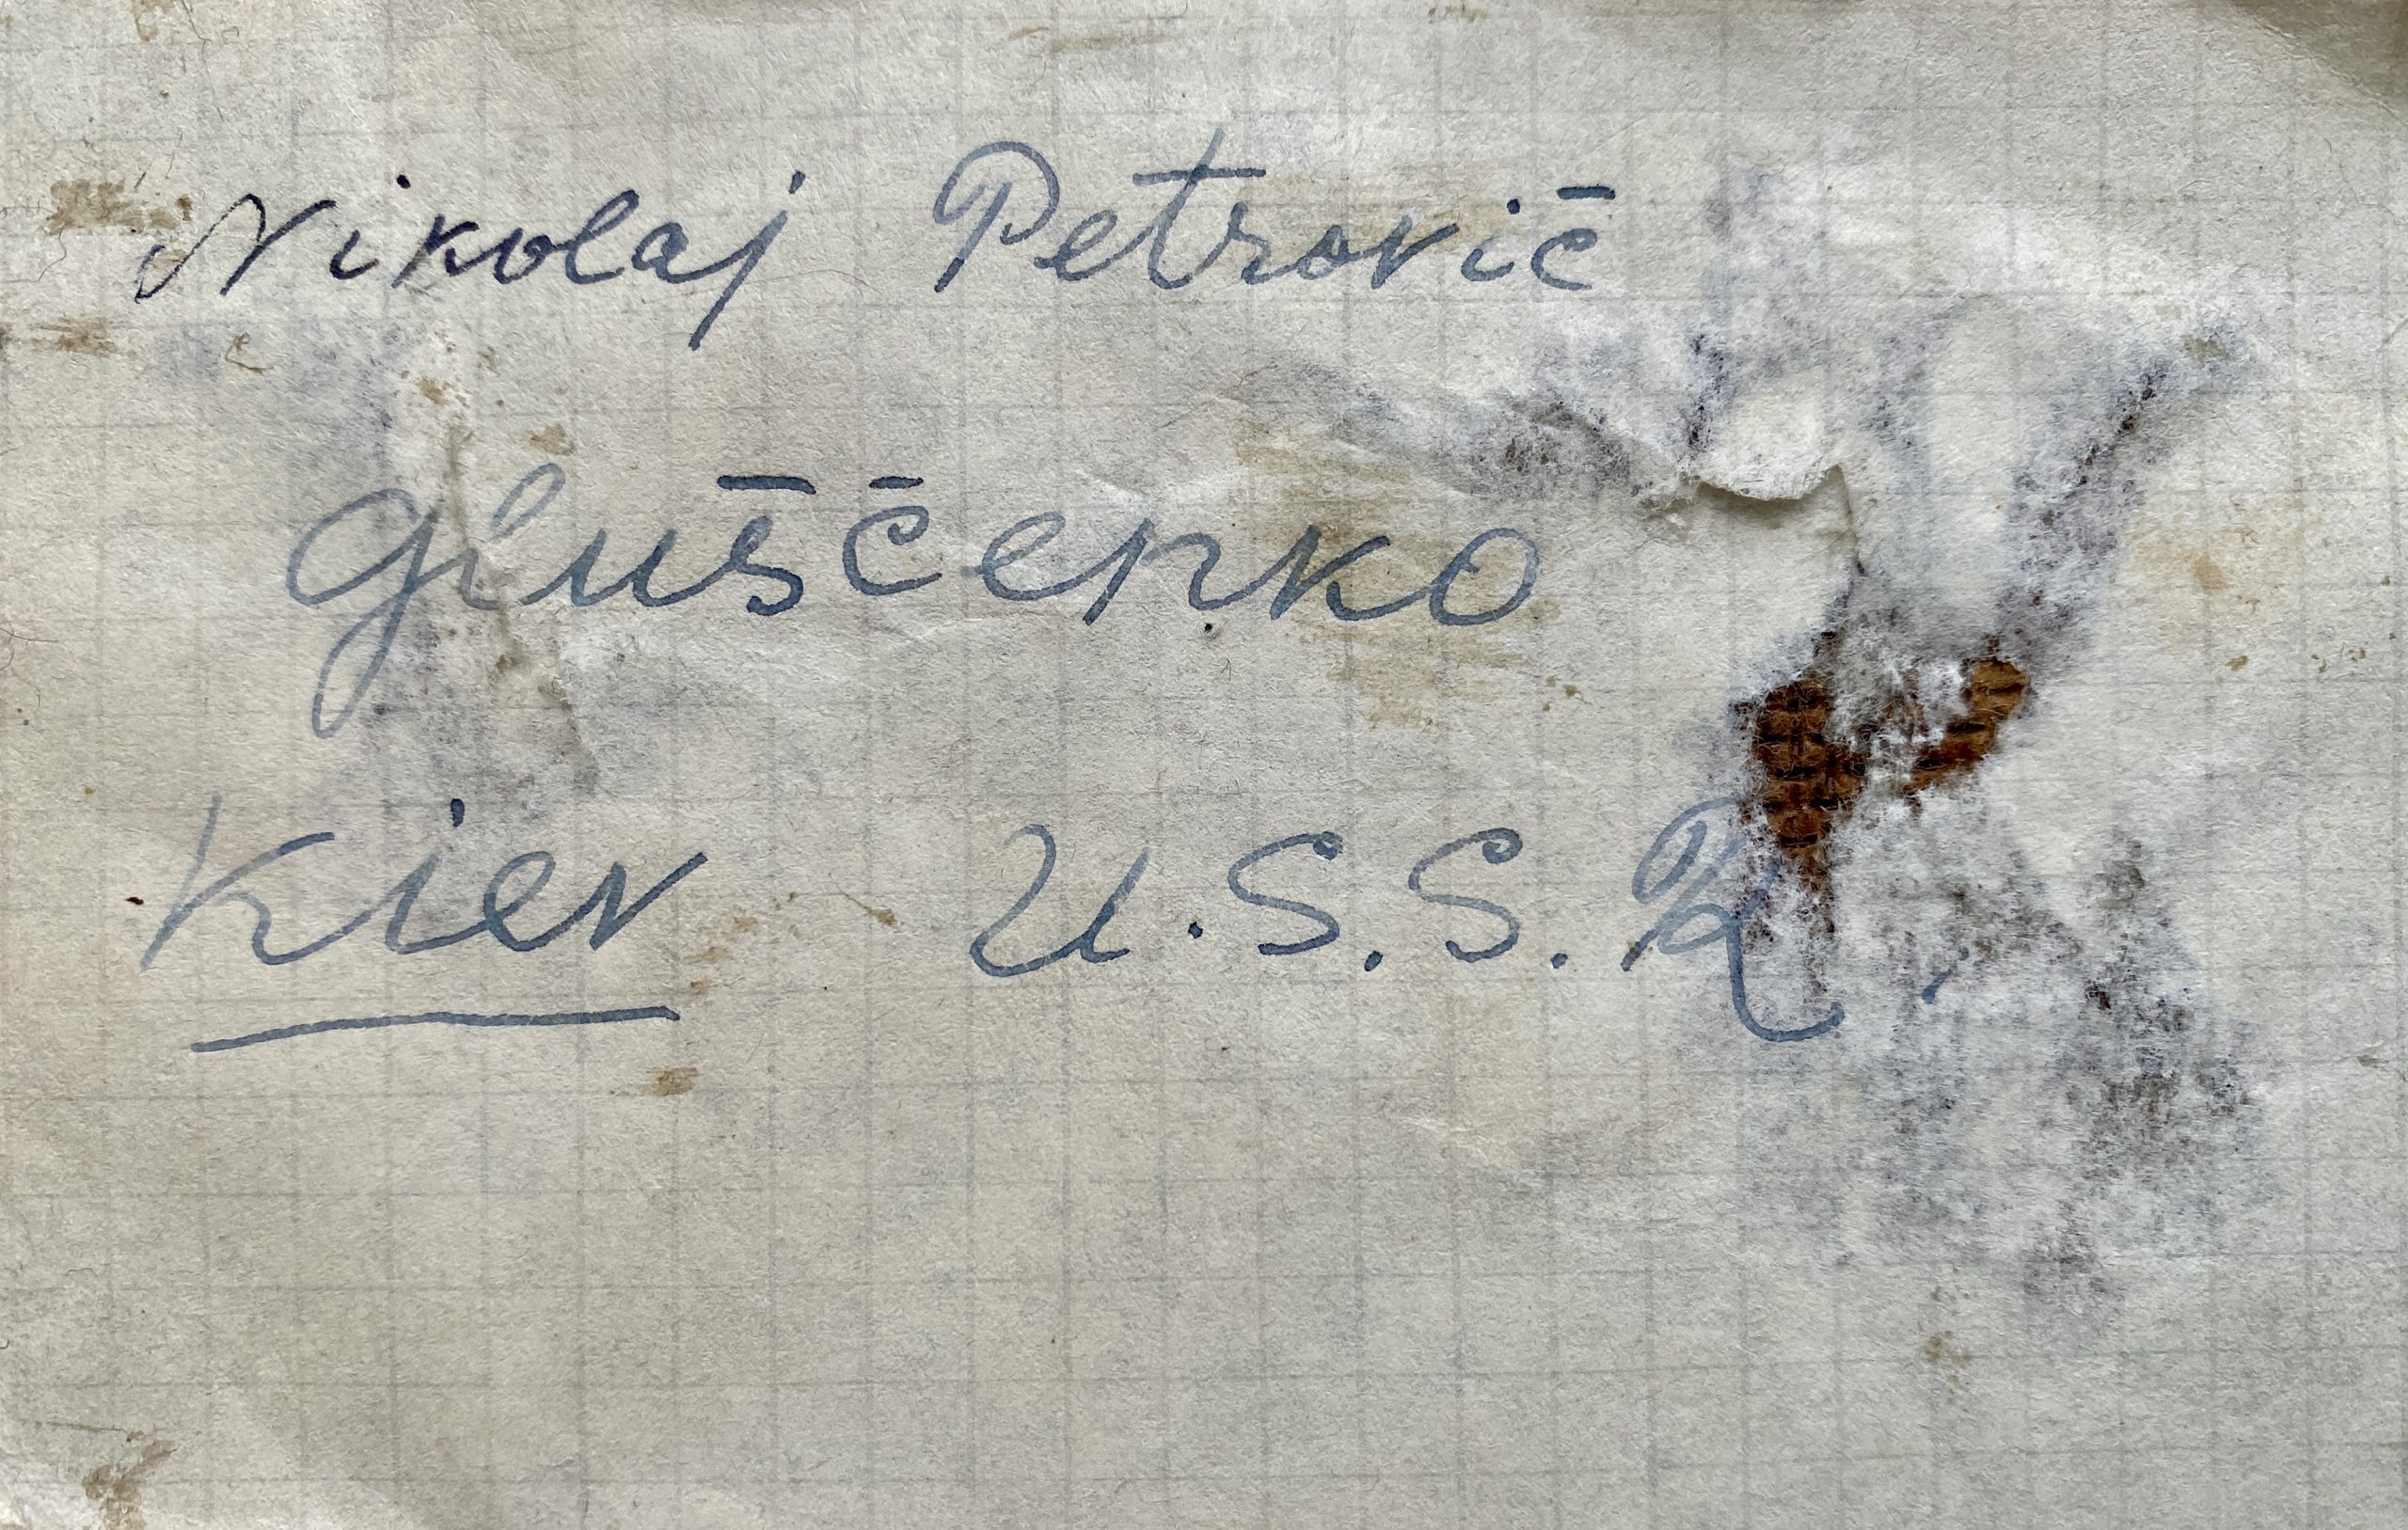 Nikolaj Petrovič
Gluščenko
Kiev U.S.S.R.